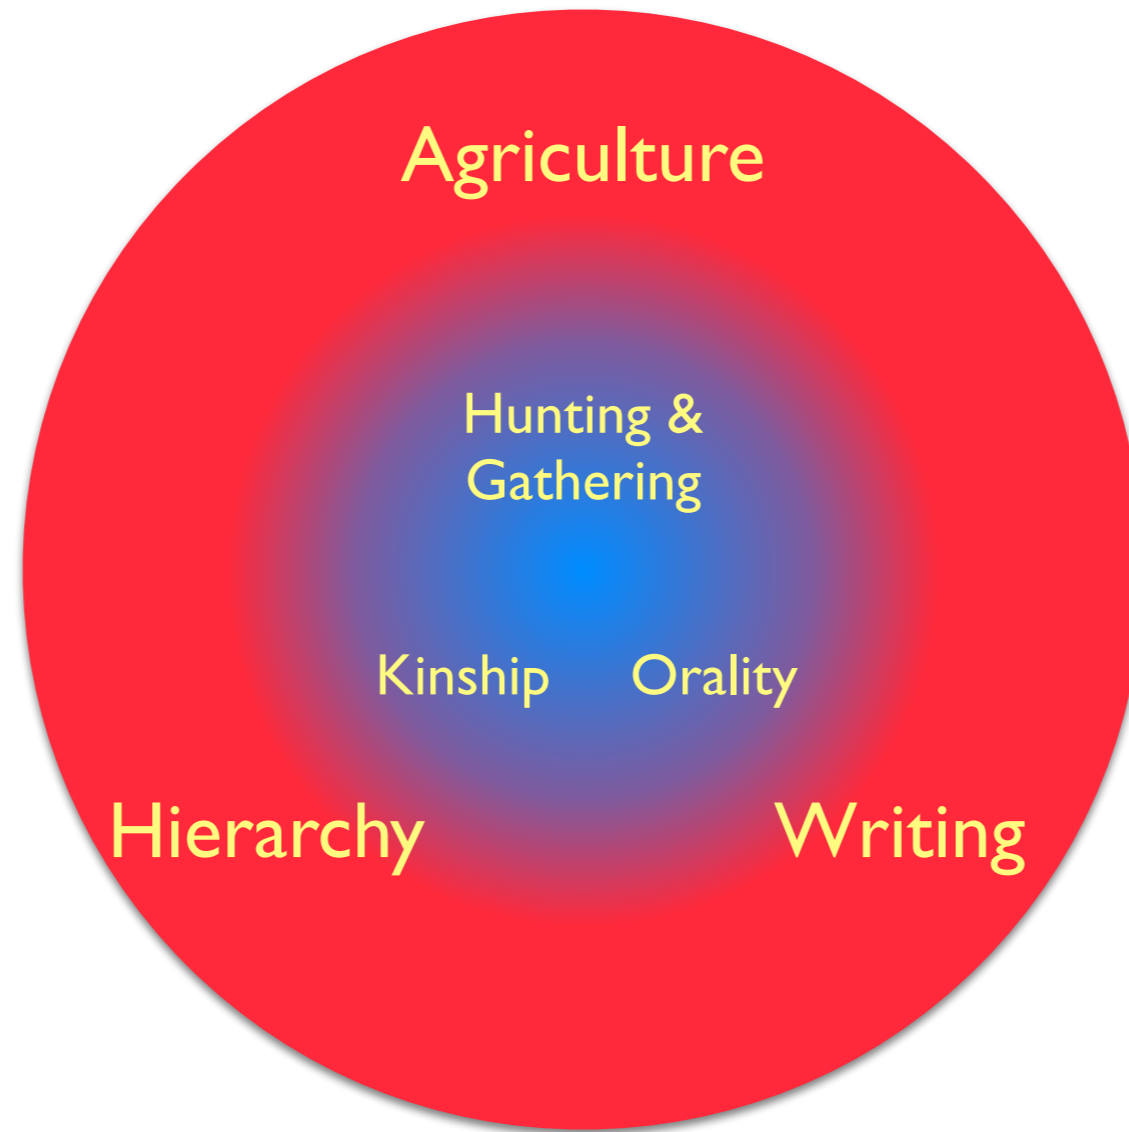 Agriculture
Hunting &
Gathering
Kinship
Orality
Hierarchy
Writing